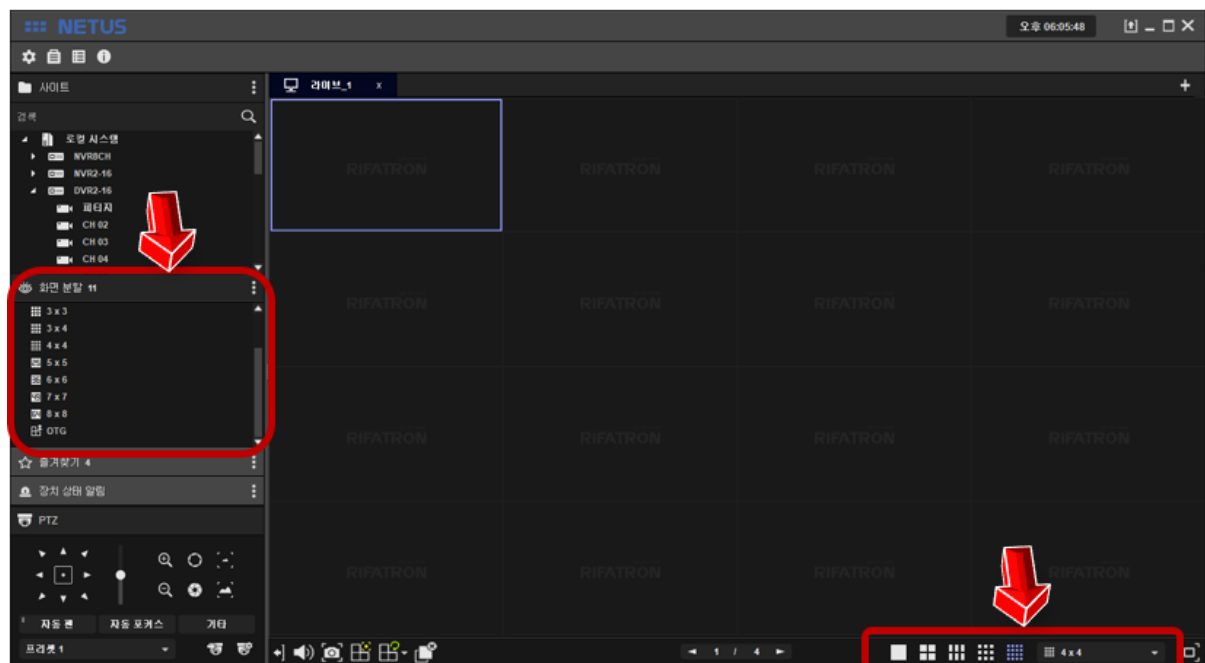 NETUS
오후 06:05:48
사이트
라이브_1 x
검색
로컬 시스템
NVR8CH
NVR2-16
DVR2-16
피티지
CH 02
CH 03
CH 04
화면 분할 11
3 x 3
3 x 4
4 x 4
5 x 5
6 x 6
7 x 7
8 x 8
OTG
즐겨찾기 4
장치 상태 알림
PTZ
자동 팬 자동 포커스 기타
프리셋 1
RIFATRON RIFATRON RIFATRON RIFATRON
RIFATRON RIFATRON RIFATRON RIFATRON
RIFATRON RIFATRON RIFATRON RIFATRON
RIFATRON RIFATRON RIFATRON RIFATRON
1 / 4
4 x 4